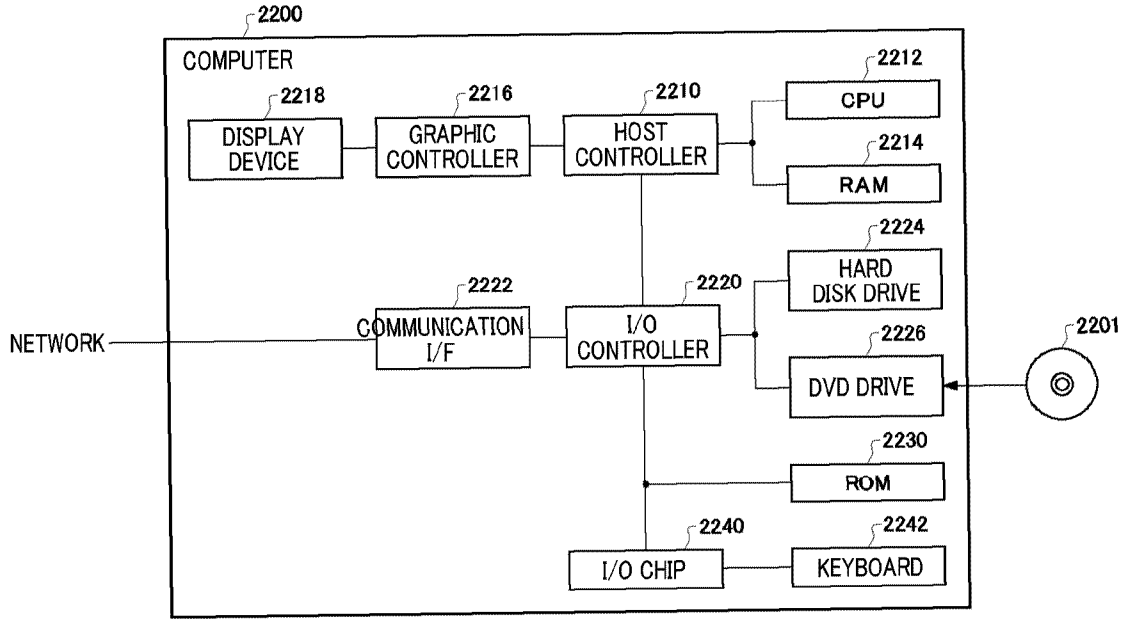 2200
COMPUTER
2218
DISPLAY
DEVICE
2216
GRAPHIC
CONTROLLER
2210
HOST
CONTROLLER
2212
CPU
2214
RAM
2224
HARD
DISK DRIVE
2222
COMMUNICATION
I/F
2220
I/O
CONTROLLER
2226
DVD DRIVE
2201
NETWORK
2230
ROM
2240
I/O CHIP
2242
KEYBOARD